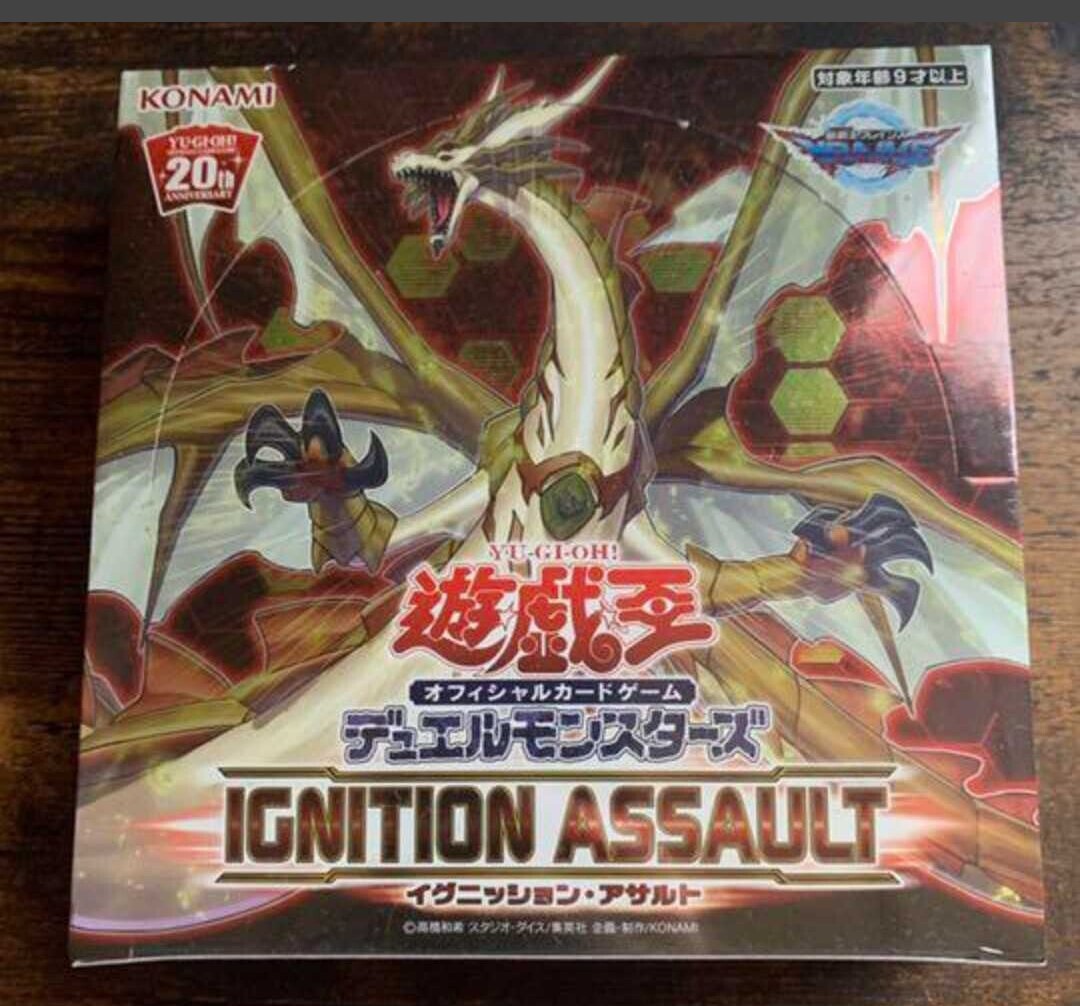 KONAMI
対象年齢9才以上
YU-GI-OH!
20th
ANNIVERSARY
VRAINS
YU-GI-OH!
遊☆戯☆王
オフィシャルカードゲーム
デュエルモンスターズ
IGNITION ASSAULT
イグニッション・アサルト
©高橋和希 スタジオ・ダイス/集英社 企画・制作/KONAMI